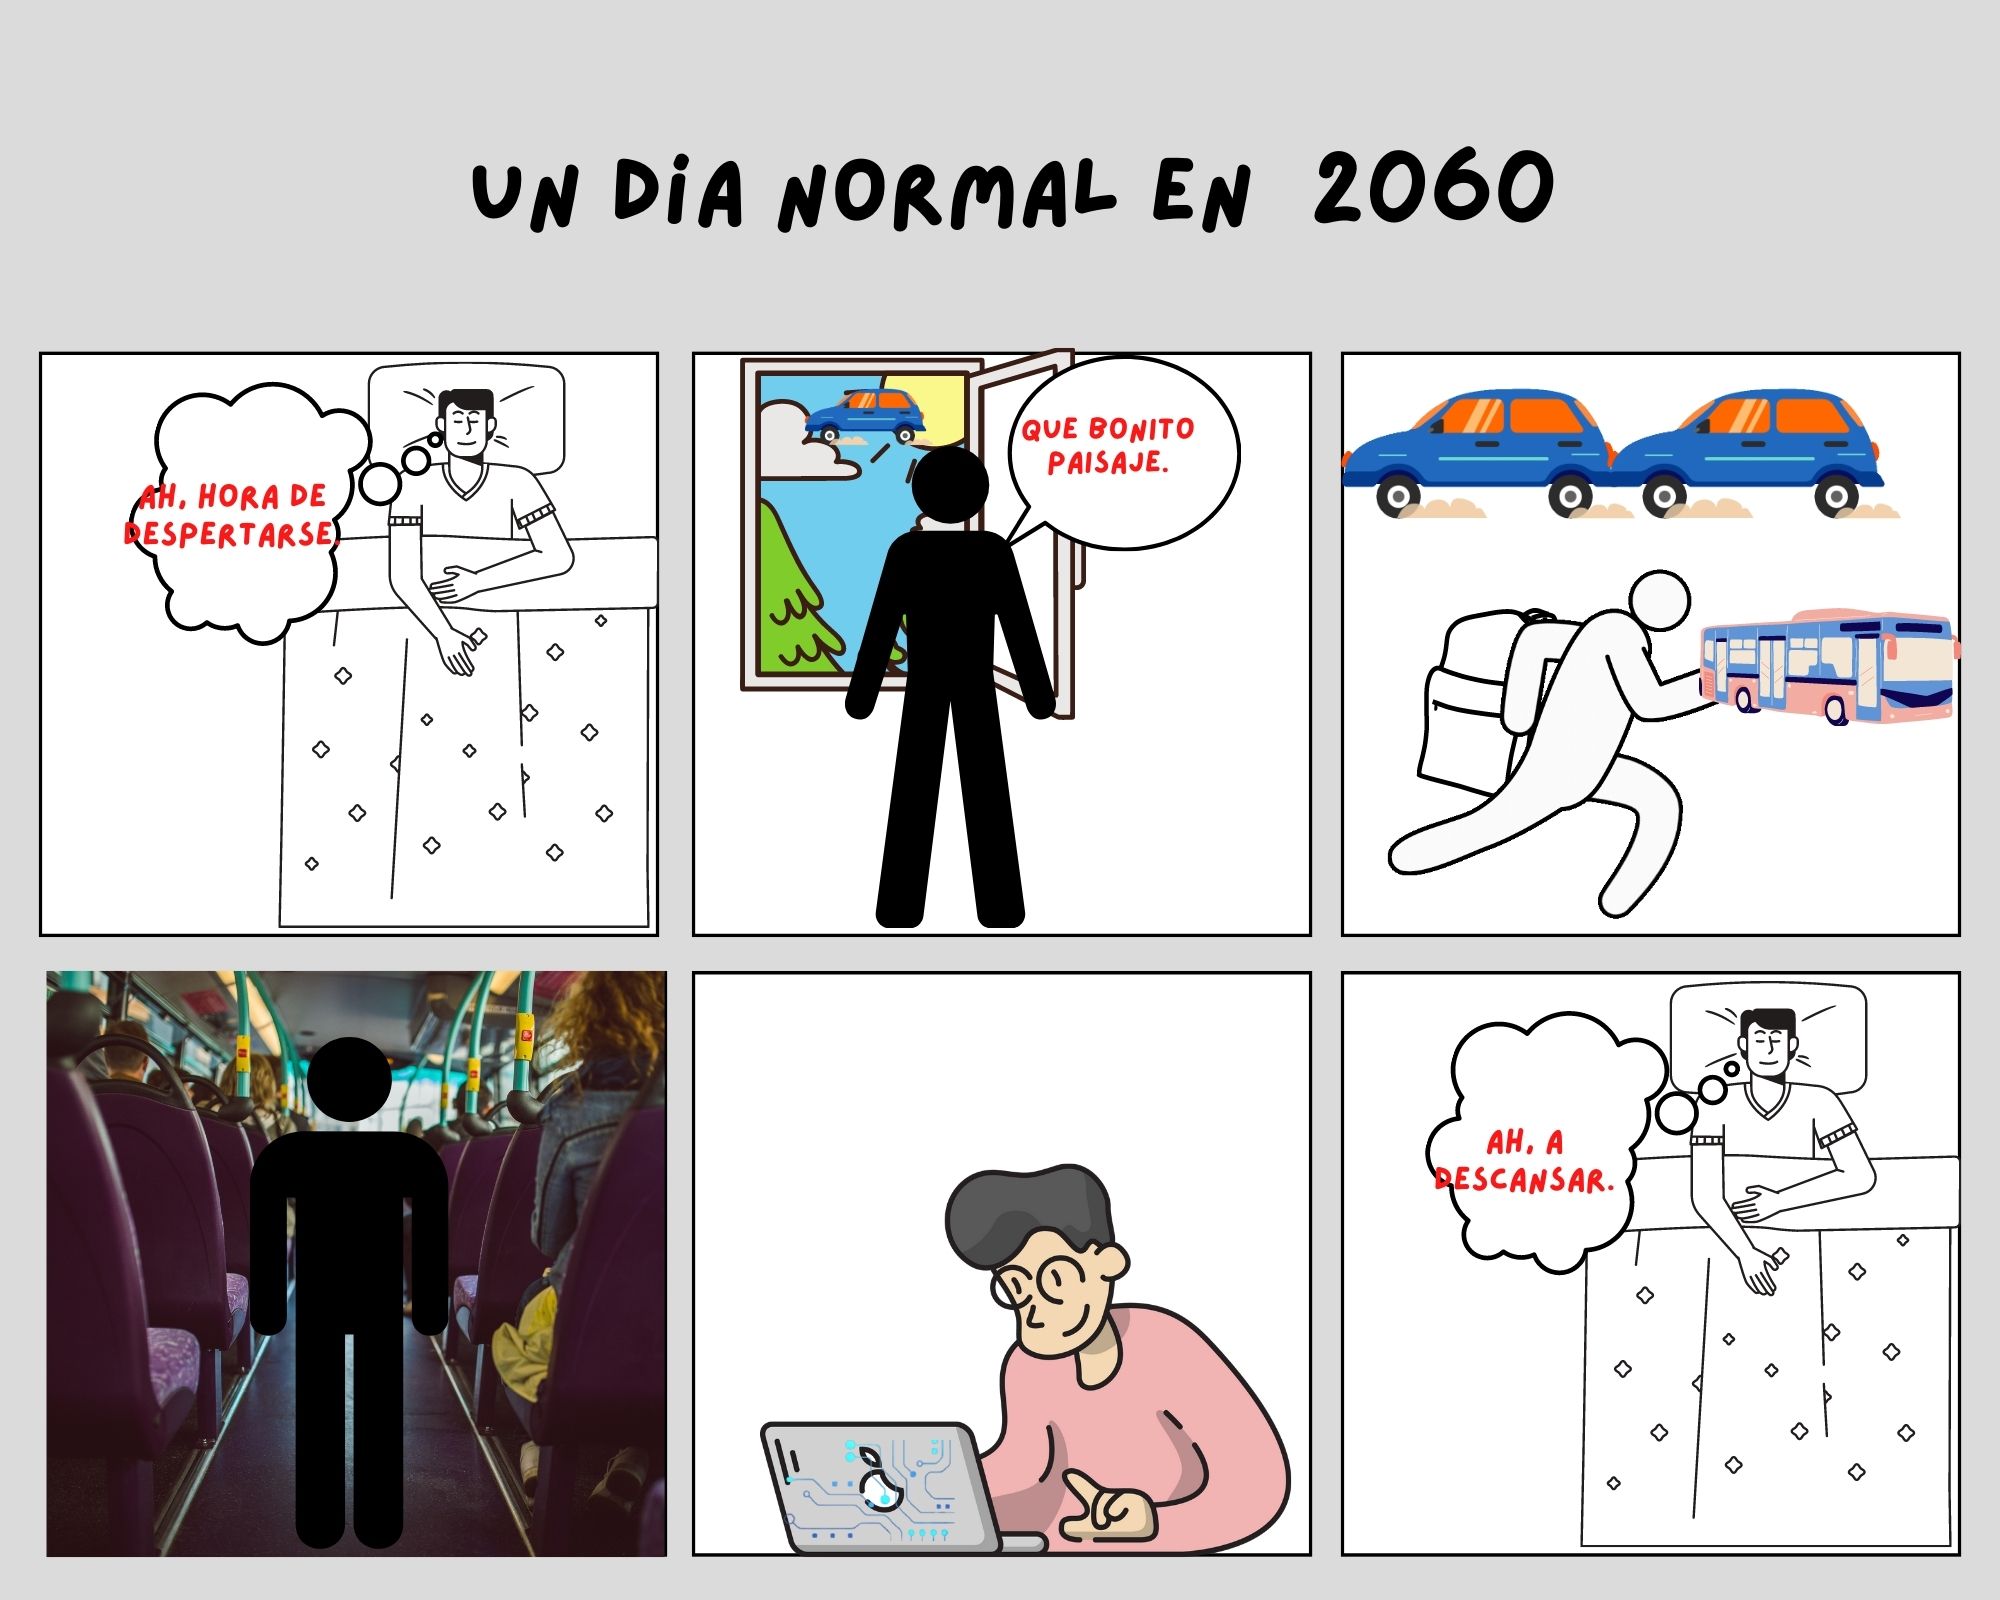 UN DIA NORMAL EN 2060
AH, HORA DE
DESPERTARSE.
QUE BONITO
PAISAJE.
AH, A
DESCANSAR.